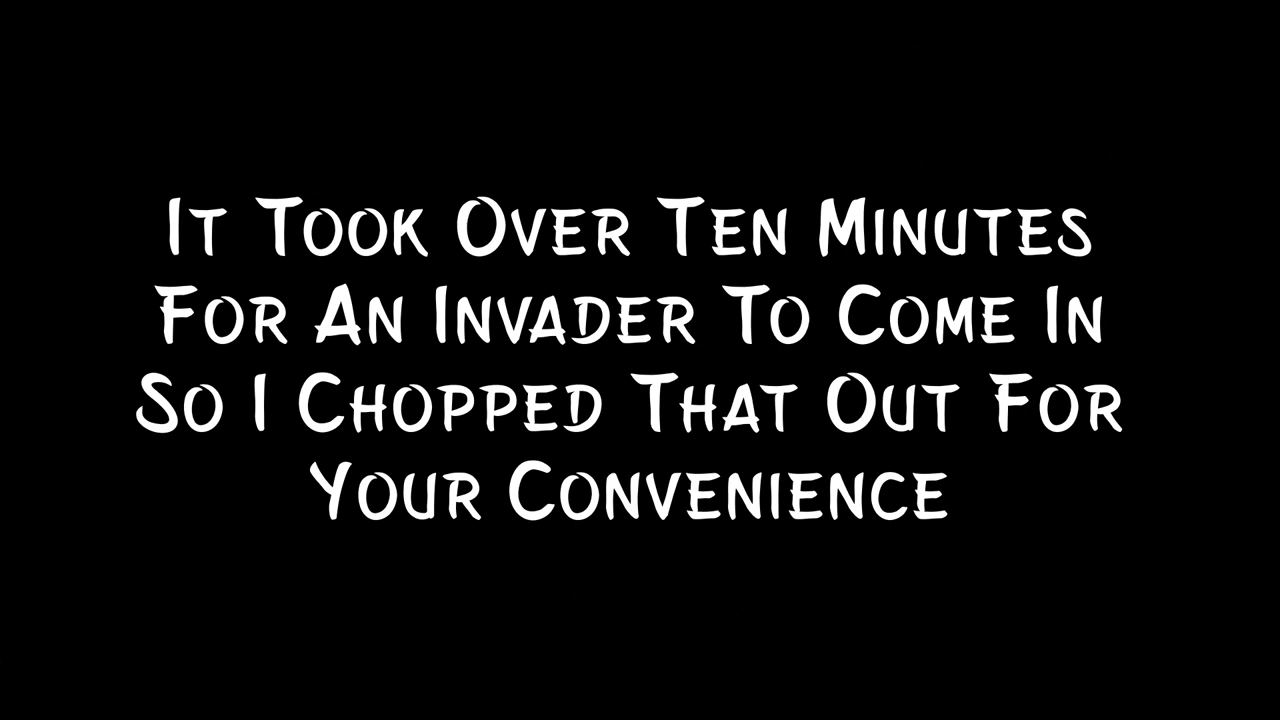 It Took Over Ten Minutes
For An Invader To Come In
So I Chopped That Out For
Your Convenience